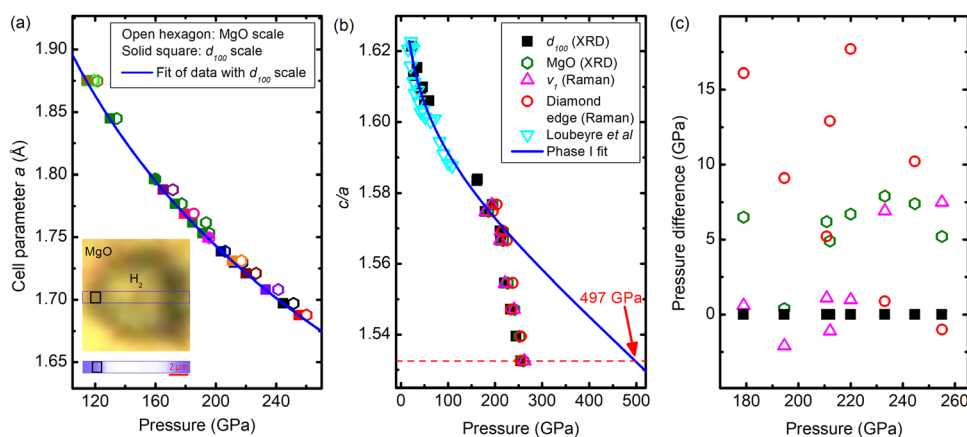 (a)
Open hexagon: MgO scale
Solid square: d100 scale
Fit of data with d100 scale
1.90
1.85
1.80
1.75
1.70
1.65
Cell parameter a (Å)
MgO
H2
2 μm
120
160
200
240
Pressure (GPa)
(b)
d100 (XRD)
MgO (XRD)
ν1 (Raman)
Diamond
edge (Raman)
Loubeyre et al
Phase I fit
1.62
1.60
1.58
1.56
1.54
c/a
497 GPa
0
100
200
300
400
500
Pressure (GPa)
(c)
15
10
5
0
Pressure difference (GPa)
180
200
220
240
260
Pressure (GPa)